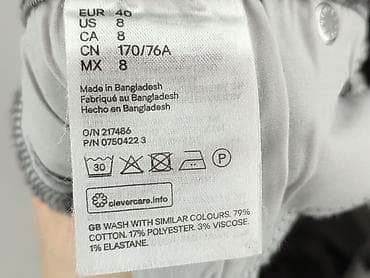 EUR 40
US 8
CA 8
CN 170/76A
MX 8
Made in Bangladesh
Fabriqué au Bangladesh
Hecho en Bangladesh
O/N 217486
P/N 0750422 3
30 P
clevercare.info
GB WASH WITH SIMILAR COLOURS. 79%
COTTON. 17% POLYESTER. 3% VISCOSE.
1% ELASTANE.